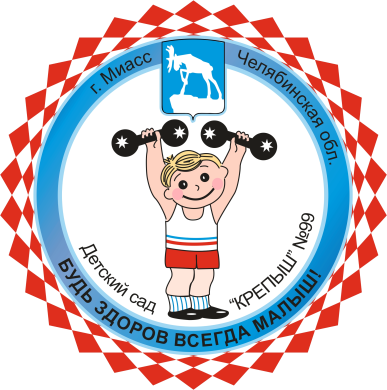 г. Миасс
Челябинская обл.
Детский сад
"КРЕПЫШ" №99
БУДЬ ЗДОРОВ ВСЕГДА МАЛЫШ!